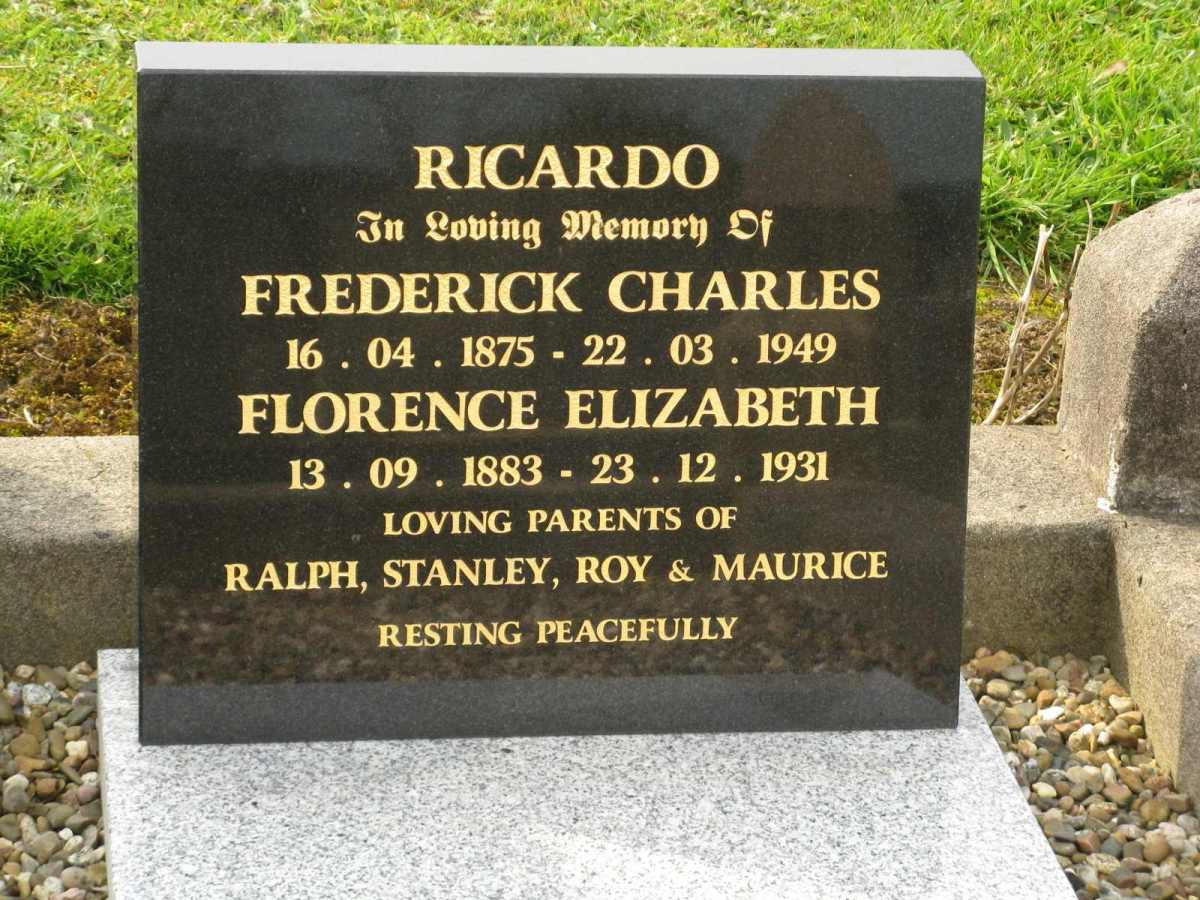 RICARDO
In Loving Memory Of
FREDERICK CHARLES
16 . 04 . 1875 - 22 . 03 . 1949
FLORENCE ELIZABETH
13 . 09 . 1883 - 23 . 12 . 1931
LOVING PARENTS OF
RALPH, STANLEY, ROY & MAURICE
RESTING PEACEFULLY